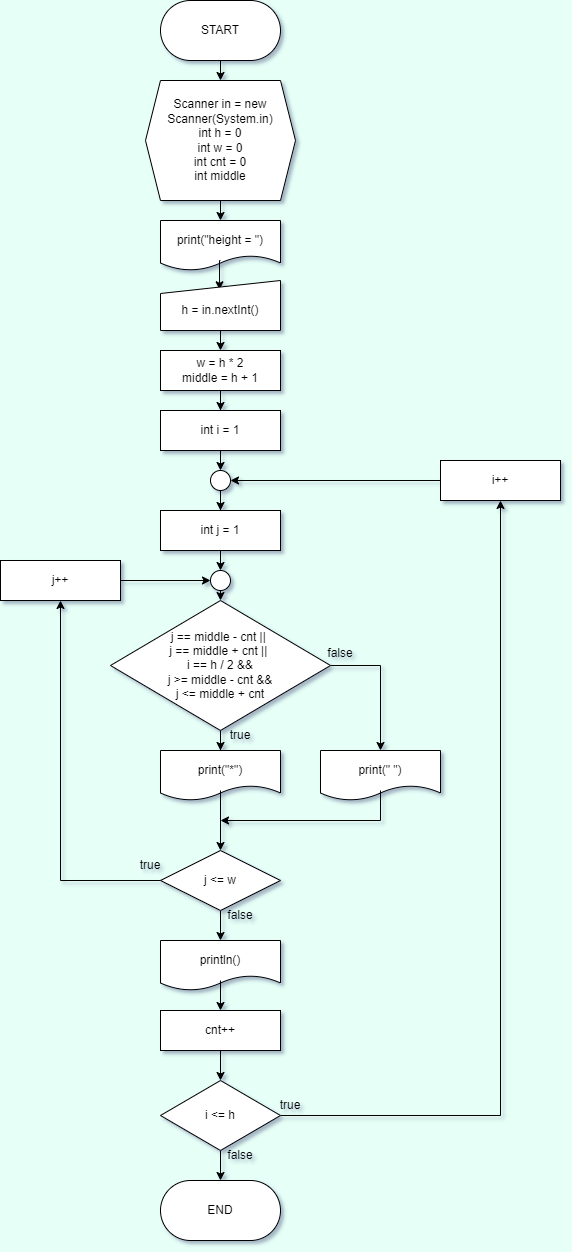 START
Scanner in = new
Scanner(System.in)
int h = 0
int w = 0
int cnt = 0
int middle
print("height = ")
h = in.nextInt()
w = h * 2
middle = h + 1
int i = 1
i++
int j = 1
j++
j == middle - cnt ||
j == middle + cnt ||
i == h / 2 &&
j >= middle - cnt &&
j <= middle + cnt
false
true
print("*")
print(" ")
true
j <= w
false
println()
cnt++
i <= h
true
false
END